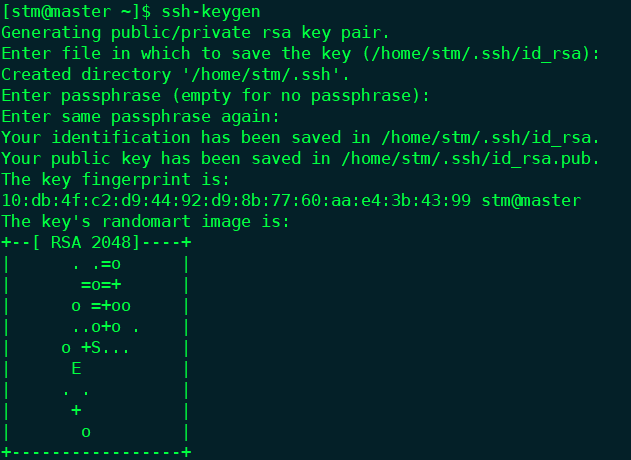 [stm@master ~]$ ssh-keygen
Generating public/private rsa key pair.
Enter file in which to save the key (/home/stm/.ssh/id_rsa):
Created directory '/home/stm/.ssh'.
Enter passphrase (empty for no passphrase):
Enter same passphrase again:
Your identification has been saved in /home/stm/.ssh/id_rsa.
Your public key has been saved in /home/stm/.ssh/id_rsa.pub.
The key fingerprint is:
10:db:4f:c2:d9:44:92:d9:8b:77:60:aa:e4:3b:43:99 stm@master
The key's randomart image is:
+--[ RSA 2048]----+
|      . .=o      |
|       =o=+      |
|      o =+oo     |
|      ..o+o .    |
|     o +S...     |
|      E          |
|     . .         |
|      +          |
|       o         |
+-----------------+